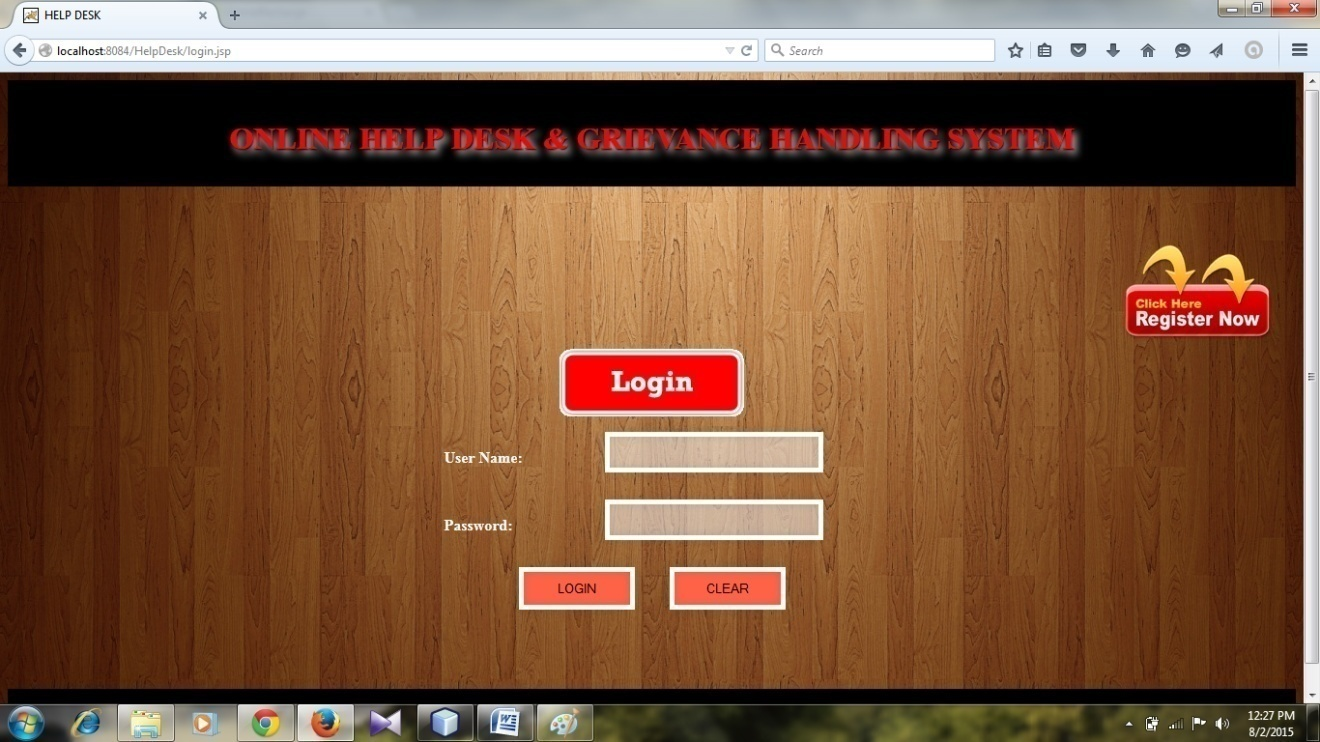 HELP DESK
localhost:8084/HelpDesk/login.jsp
Search
ONLINE HELP DESK & GRIEVANCE HANDLING SYSTEM
Click Here
Register Now
Login
User Name:
Password:
LOGIN
CLEAR
12:27 PM
8/2/2015